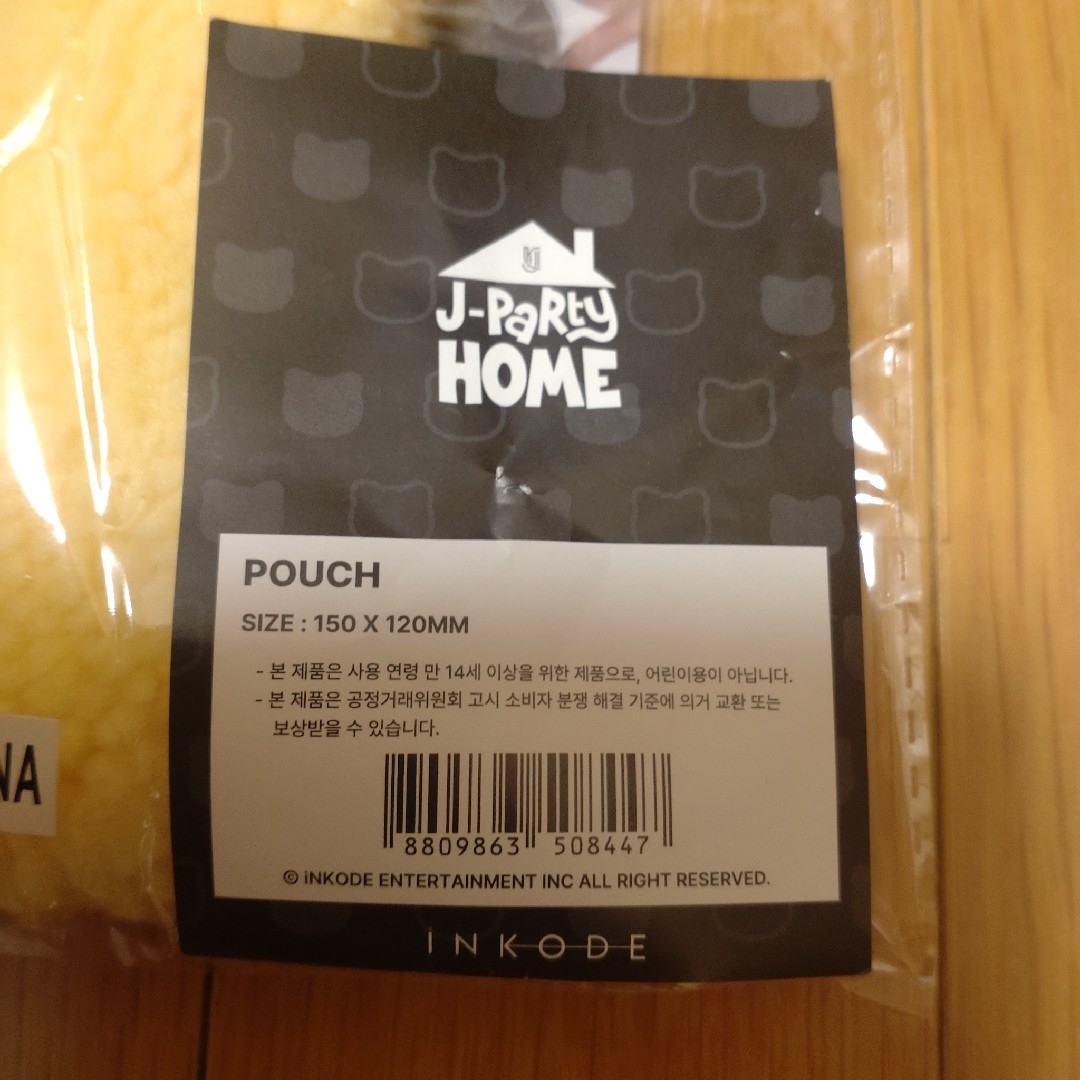 J-PaRty
HOME
POUCH
SIZE : 150 X 120MM
- 본 제품은 사용 연령 만 14세 이상을 위한 제품으로, 어린이용이 아닙니다.
- 본 제품은 공정거래위원회 고시 소비자 분쟁 해결 기준에 의거 교환 또는
보상받을 수 있습니다.
NA
8809863 508447
© iNKODE ENTERTAINMENT INC ALL RIGHT RESERVED.
iNKODE